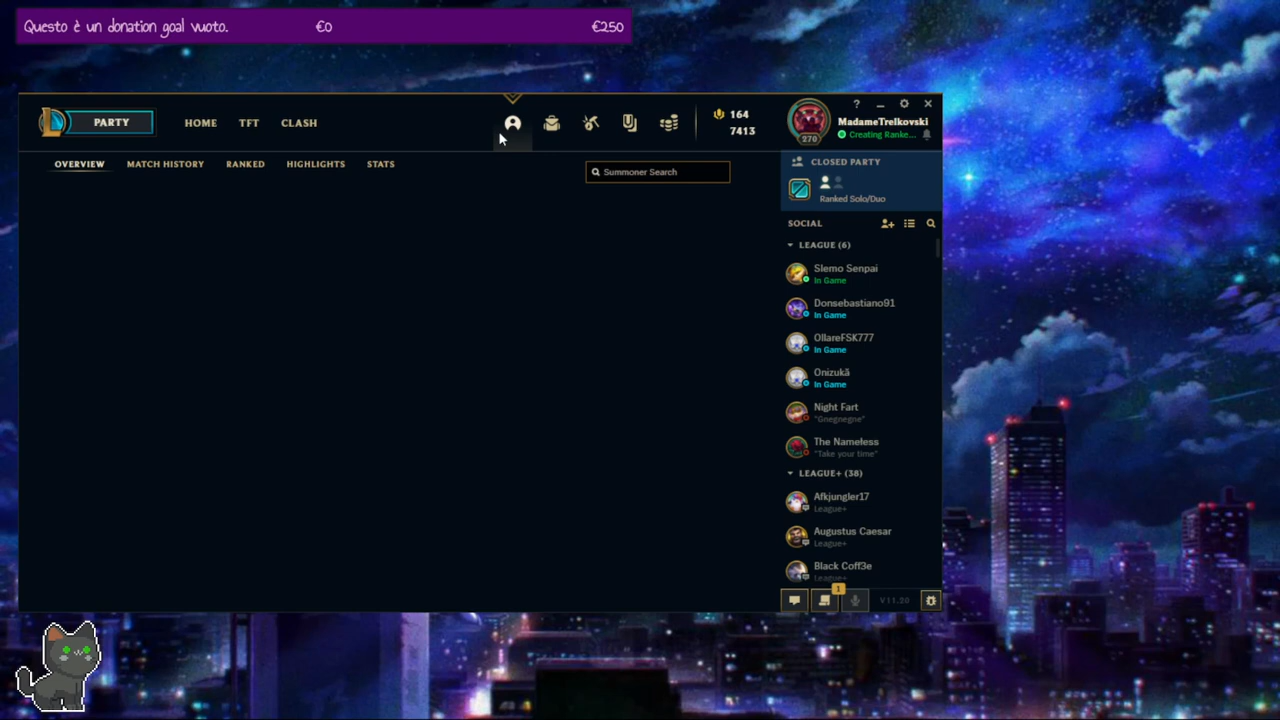 Questo è un donation goal vuoto.
€0
€250
PARTY
HOME
TFT
CLASH
164
7413
270
?
MadameTrelkovski
Creating Ranke...
OVERVIEW
MATCH HISTORY
RANKED
HIGHLIGHTS
STATS
Summoner Search
CLOSED PARTY
Ranked Solo/Duo
SOCIAL
LEAGUE (6)
Slemo Senpai
In Game
Donsebastiano91
In Game
OllareFSK777
In Game
Onizukâ
In Game
Night Fart
"Gnegnegne"
The Nameless
"Take your time"
LEAGUE+ (38)
Afkjungler17
League+
Augustus Caesar
League+
Black Coff3e
League+
1
V11.20